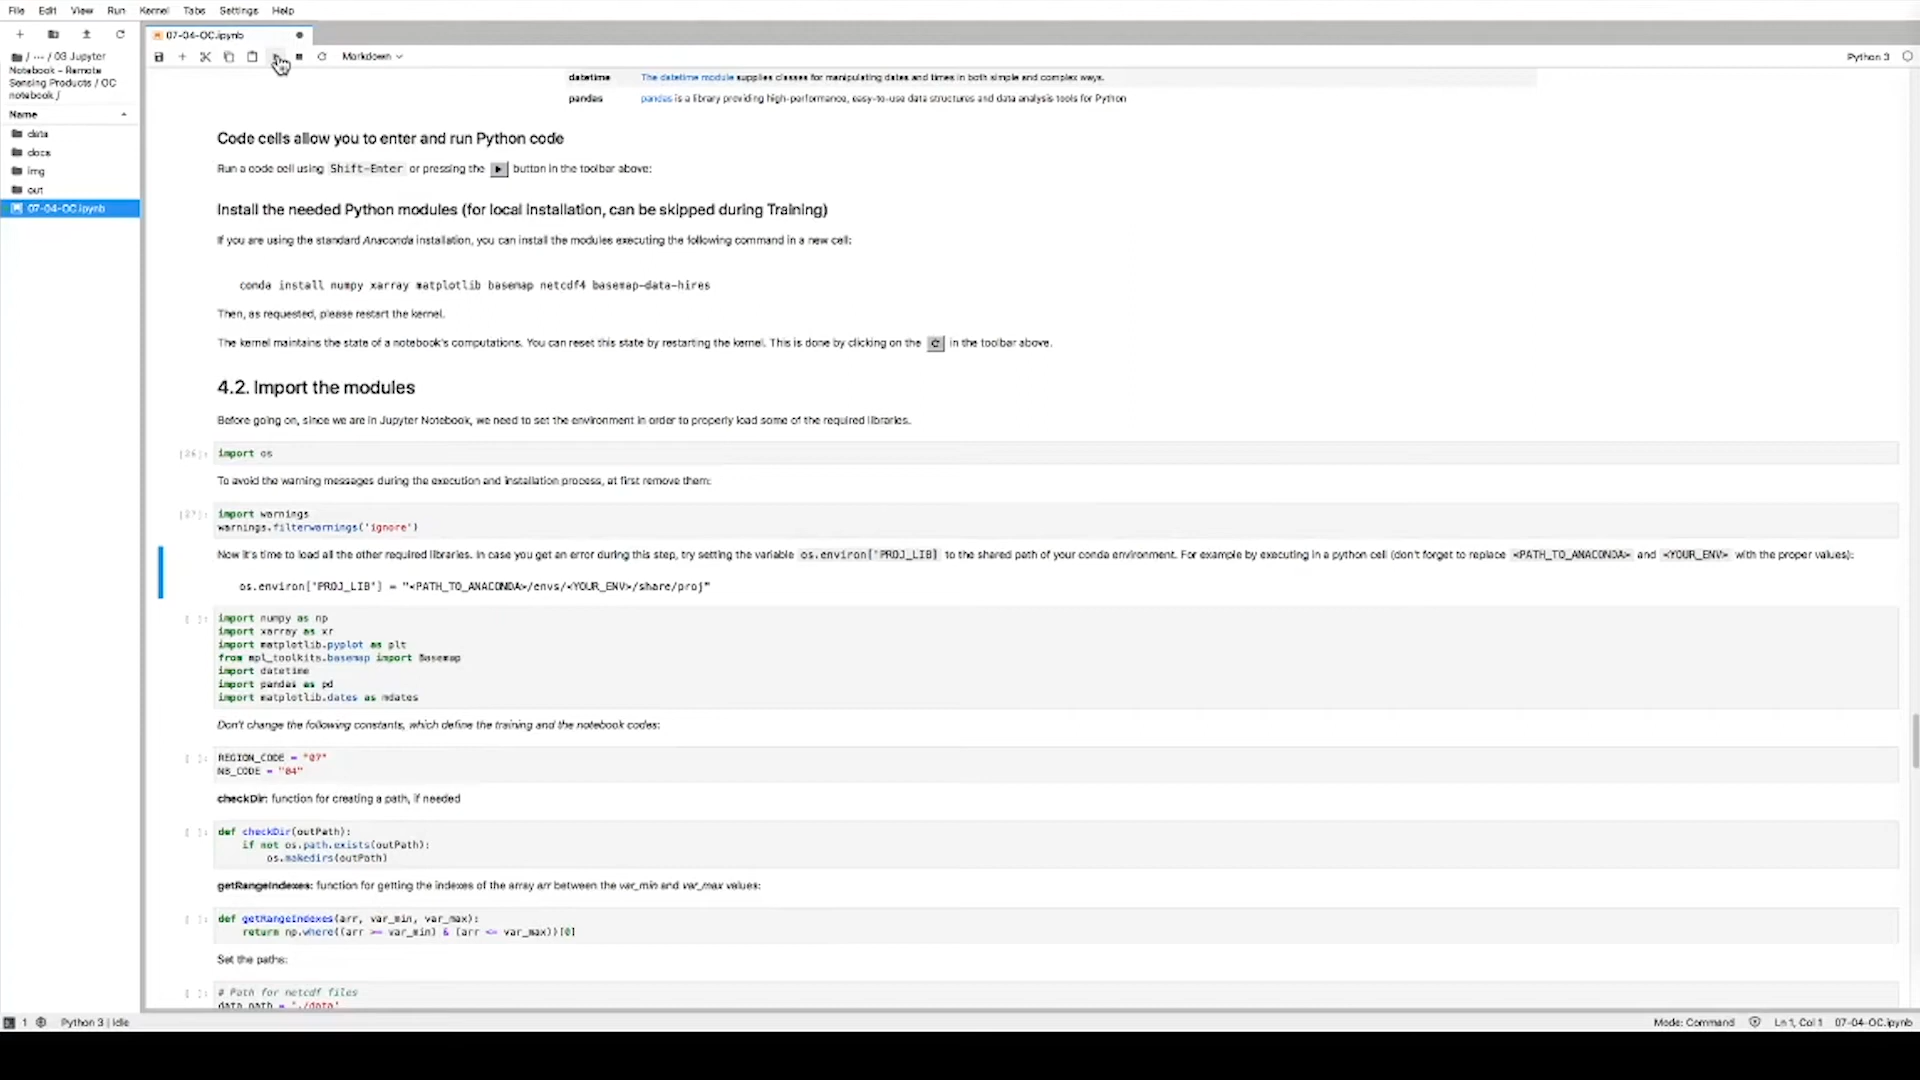 File Edit View Run Kernel Tabs Settings Help
07-04-OC.ipynb
Markdown
Python 3
/ ··· / 03 Jupyter
Notebook - Remote
Sensing Products / OC
notebook /
Name
data
docs
img
out
07-04-OC.ipynb
datetime The datetime module supplies classes for manipulating dates and times in both simple and complex ways.
pandas pandas is a library providing high-performance, easy-to-use data structures and data analysis tools for Python
Code cells allow you to enter and run Python code
Run a code cell using Shift-Enter or pressing the button in the toolbar above:
Install the needed Python modules (for local installation, can be skipped during Training)
If you are using the standard Anaconda installation, you can install the modules executing the following command in a new cell:
conda install numpy xarray matplotlib basemap netcdf4 basemap-data-hires
Then, as requested, please restart the kernel.
The kernel maintains the state of a notebook's computations. You can reset this state by restarting the kernel. This is done by clicking on the C in the toolbar above.
4.2. Import the modules
Before going on, since we are in Jupyter Notebook, we need to set the environment in order to properly load some of the required libraries.
[26]: import os
To avoid the warning messages during the execution and installation process, at first remove them:
[27]: import warnings
warnings.filterwarnings('ignore')
Now it's time to load all the other required libraries. In case you get an error during this step, try setting the variable os.environ['PROJ_LIB] to the shared path of your conda environment. For example by executing in a python cell (don't forget to replace <PATH_TO_ANACONDA> and <YOUR_ENV> with the proper values):
os.environ['PROJ_LIB'] = "<PATH_TO_ANACONDA>/envs/<YOUR_ENV>/share/proj"
[ ]: import numpy as np
import xarray as xr
import matplotlib.pyplot as plt
from mpl_toolkits.basemap import Basemap
import datetime
import pandas as pd
import matplotlib.dates as mdates
Don't change the following constants, which define the training and the notebook codes:
[ ]: REGION_CODE = "07"
NB_CODE = "04"
checkDir: function for creating a path, if needed
[ ]: def checkDir(outPath):
if not os.path.exists(outPath):
os.makedirs(outPath)
getRangeIndexes: function for getting the indexes of the array arr between the var_min and var_max values:
[ ]: def getRangeIndexes(arr, var_min, var_max):
return np.where((arr >= var_min) & (arr <= var_max))[0]
Set the paths:
[ ]: # Path for netcdf files
data_path = './data'
1 Python 3 | Idle Mode: Command Ln 1, Col 1 07-04-OC.ipynb